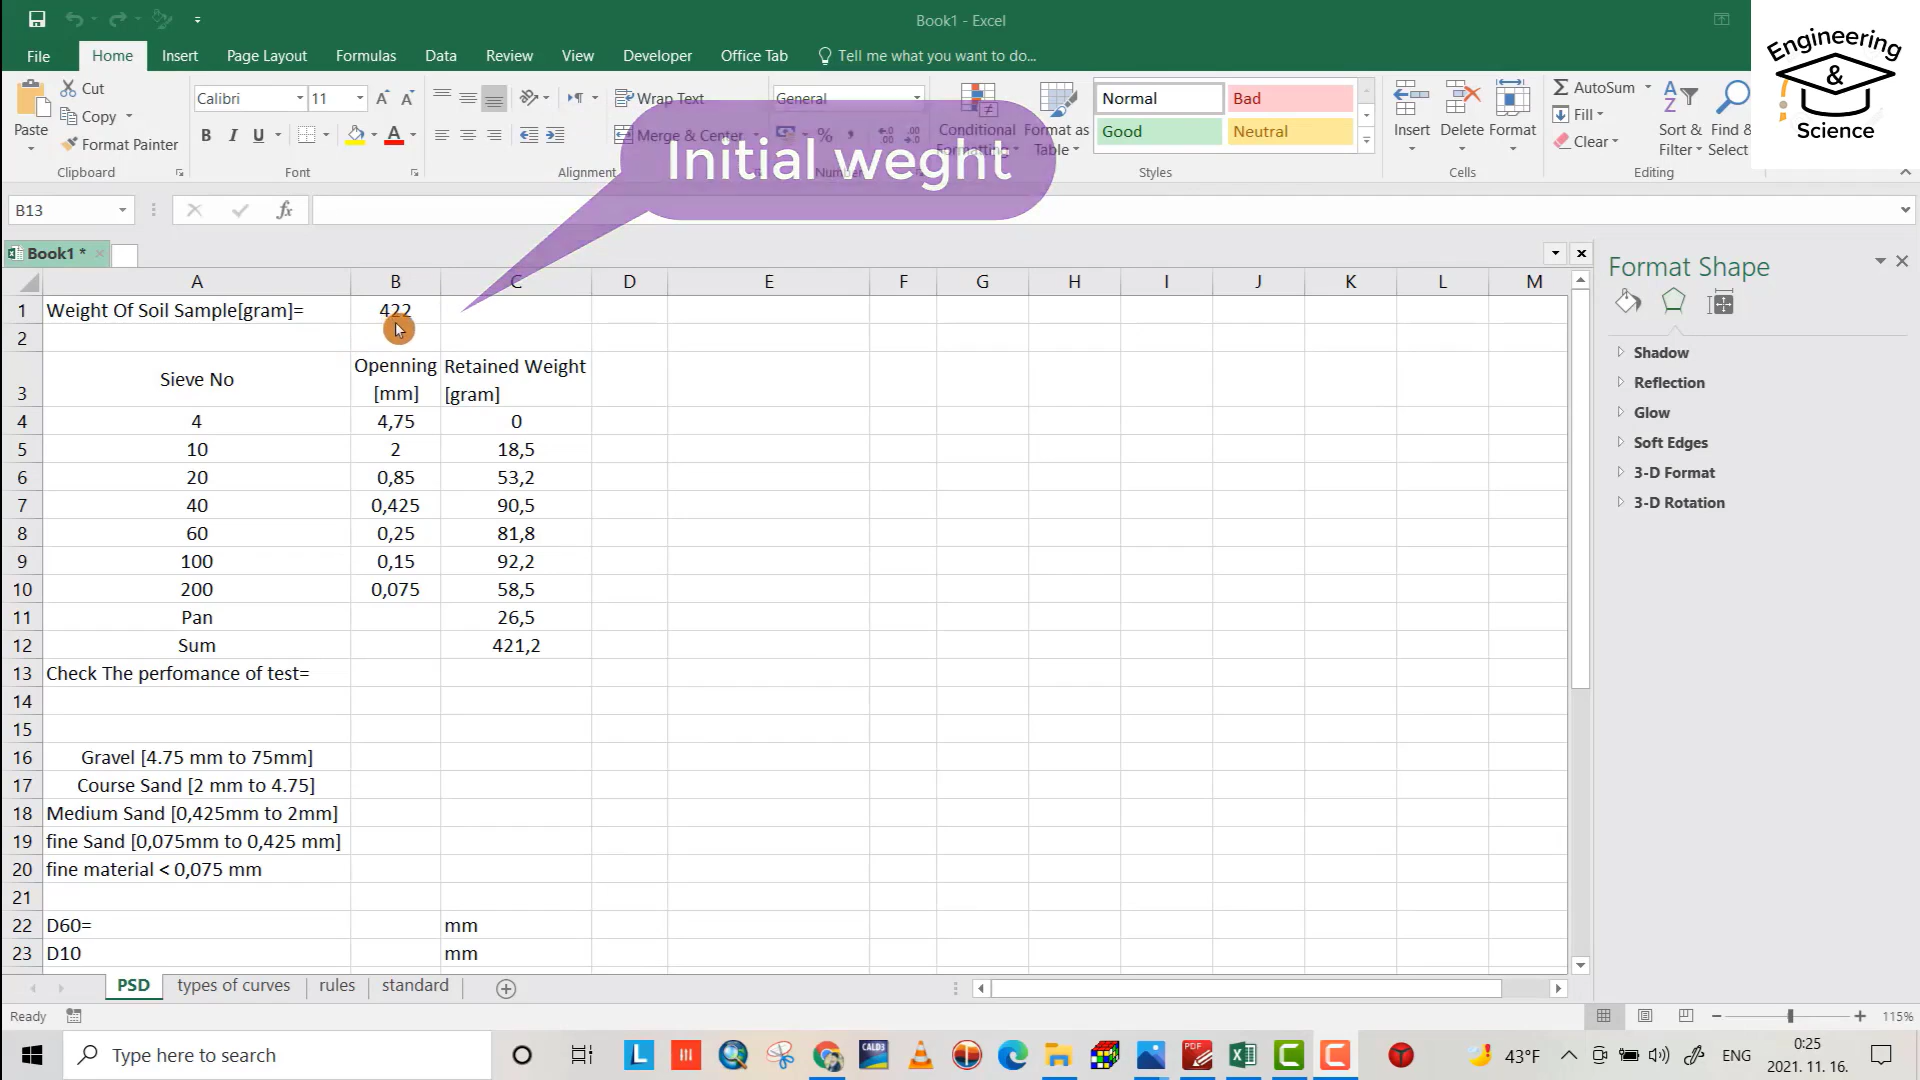 Book1 - Excel
File Home Insert Page Layout Formulas Data Review View Developer Office Tab Tell me what you want to do...
Engineering
&
Science
Paste
Cut
Copy
Format Painter
Clipboard
Calibri 11
B I U
Font
Wrap Text
Merge & Center
Alignment
General
Number
Conditional Formatting
Format as Table
Normal Bad
Good Neutral
Styles
Insert Delete Format
Cells
AutoSum
Fill
Clear
Sort & Filter
Find & Select
Editing
Initial weght
B13 fx
Book1 *
A B C D E F G H I J K L M
1 Weight Of Soil Sample[gram]= 422
2
3 Sieve No Openning [mm] Retained Weight [gram]
4 4 4,75 0
5 10 2 18,5
6 20 0,85 53,2
7 40 0,425 90,5
8 60 0,25 81,8
9 100 0,15 92,2
10 200 0,075 58,5
11 Pan 26,5
12 Sum 421,2
13 Check The perfomance of test=
14
15
16 Gravel [4.75 mm to 75mm]
17 Course Sand [2 mm to 4.75]
18 Medium Sand [0,425mm to 2mm]
19 fine Sand [0,075mm to 0,425 mm]
20 fine material < 0,075 mm
21
22 D60= mm
23 D10 mm
Format Shape
Shadow
Reflection
Glow
Soft Edges
3-D Format
3-D Rotation
PSD types of curves rules standard
Ready 115%
Type here to search
CALD3
PDF
43°F ENG
0:25
2021. 11. 16.